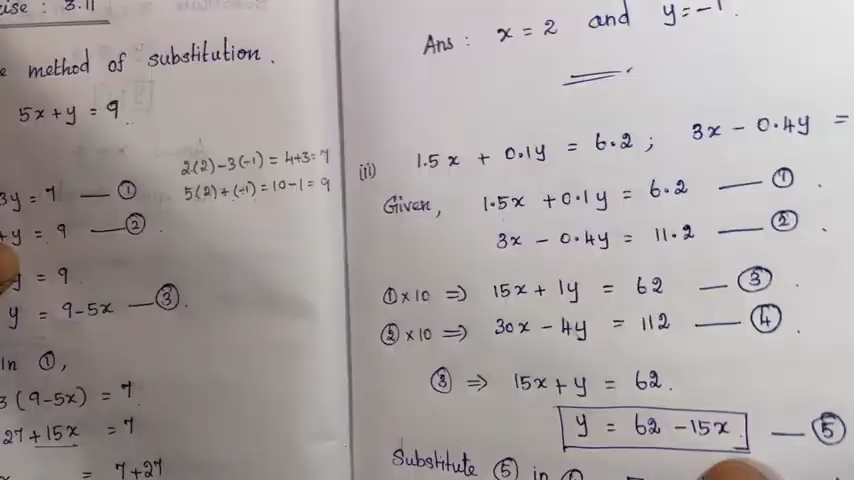 : 3.11
method of substitution.
5x+y = 9
2(2)-3(-1) = 4+3=7
5(2)+(-1)=10-1=9
3y = 7 — ①
+y = 9 — ②
= 9
y = 9-5x — ③
In ①,
3(9-5x) = 7
27+15x = 7
= 7+27
Ans: x = 2 and y=-1.
(ii) 1.5x + 0.1y = 6.2; 3x - 0.4y =
Given, 1.5x + 0.1y = 6.2 — ①.
3x - 0.4y = 11.2 — ②.
①×10 ⇒ 15x + 1y = 62 — ③
②×10 ⇒ 30x - 4y = 112 — ④.
③ ⇒ 15x+y = 62.
y = 62 - 15x. — ⑤
Substitute ⑤ in